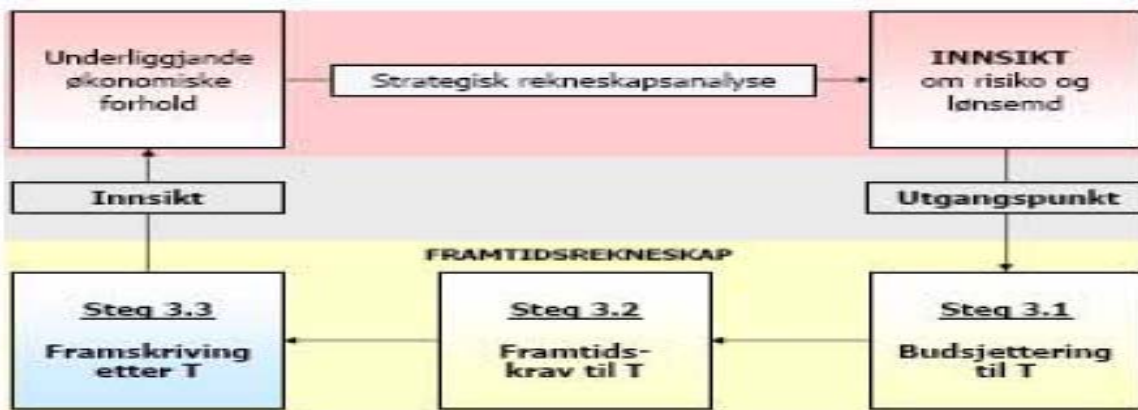 Underliggjande
økonomiske
forhold
Strategisk rekneskapsanalyse
INNSIKT
om risiko og
lønsemd
Innsikt
Utgangspunkt
FRAMTIDSREKNESKAP
Steg 3.3
Framskriving
etter T
Steg 3.2
Framtids-
krav til T
Steg 3.1
Budsjettering
til T